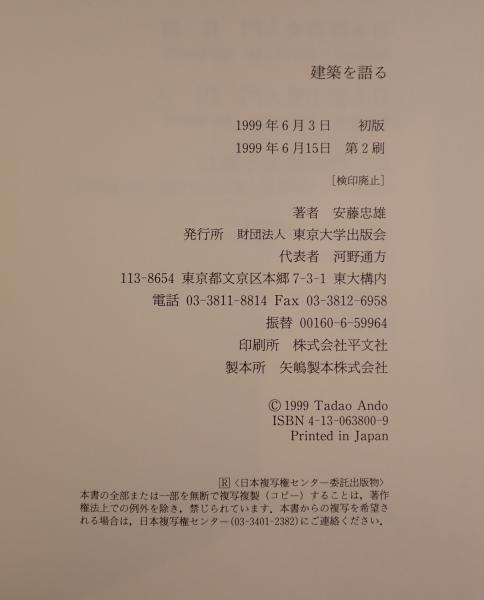 建築を語る
1999年6月3日 初版
1999年6月15日 第2刷
[検印廃止]
著者 安藤忠雄
発行所 財団法人 東京大学出版会
代表者 河野通方
113-8654 東京都文京区本郷7-3-1 東大構内
電話 03-3811-8814 Fax 03-3812-6958
振替 00160-6-59964
印刷所 株式会社平文社
製本所 矢嶋製本株式会社
© 1999 Tadao Ando
ISBN 4-13-063800-9
Printed in Japan
R〈日本複写権センター委託出版物〉
本書の全部または一部を無断で複写複製（コピー）することは，著作
権法上での例外を除き，禁じられています．本書からの複写を希望さ
れる場合は，日本複写権センター(03-3401-2382)にご連絡ください．